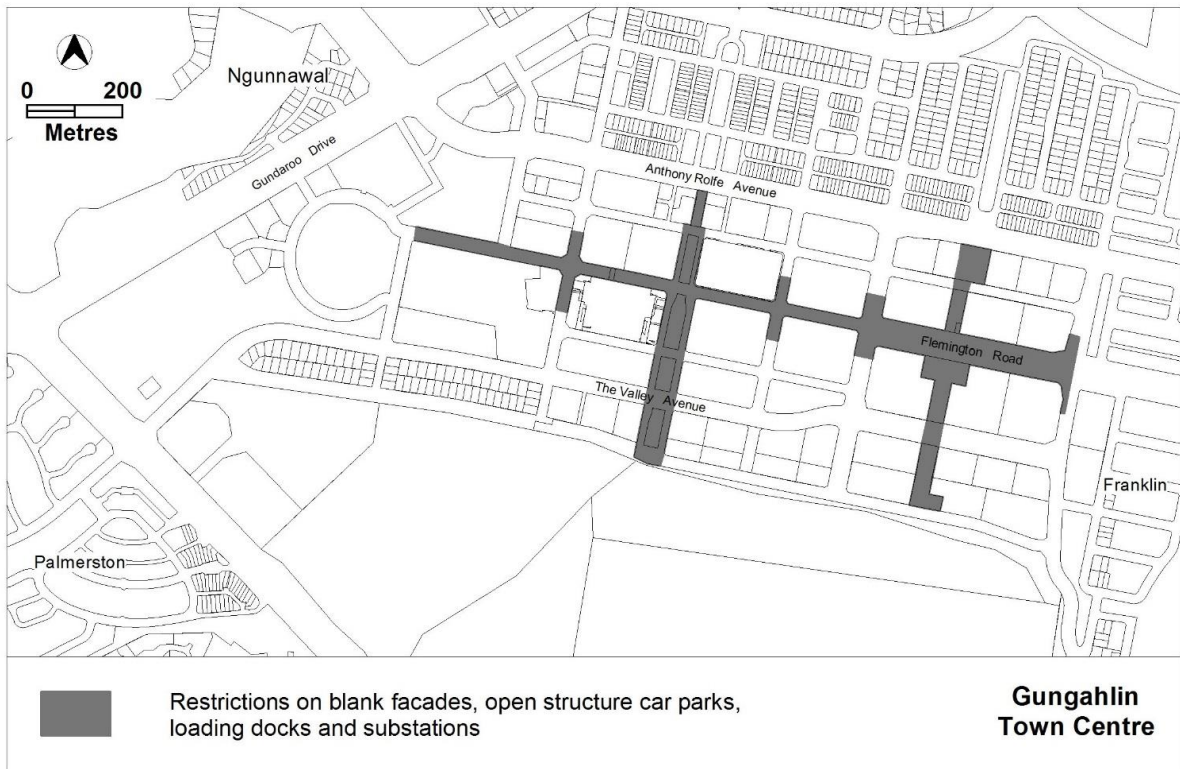 Ngunnawal
0 200
Metres
Gundaroo Drive
Anthony Rolfe Avenue
Flemington Road
The Valley Avenue
Franklin
Palmerston
Restrictions on blank facades, open structure car parks,
loading docks and substations
Gungahlin
Town Centre